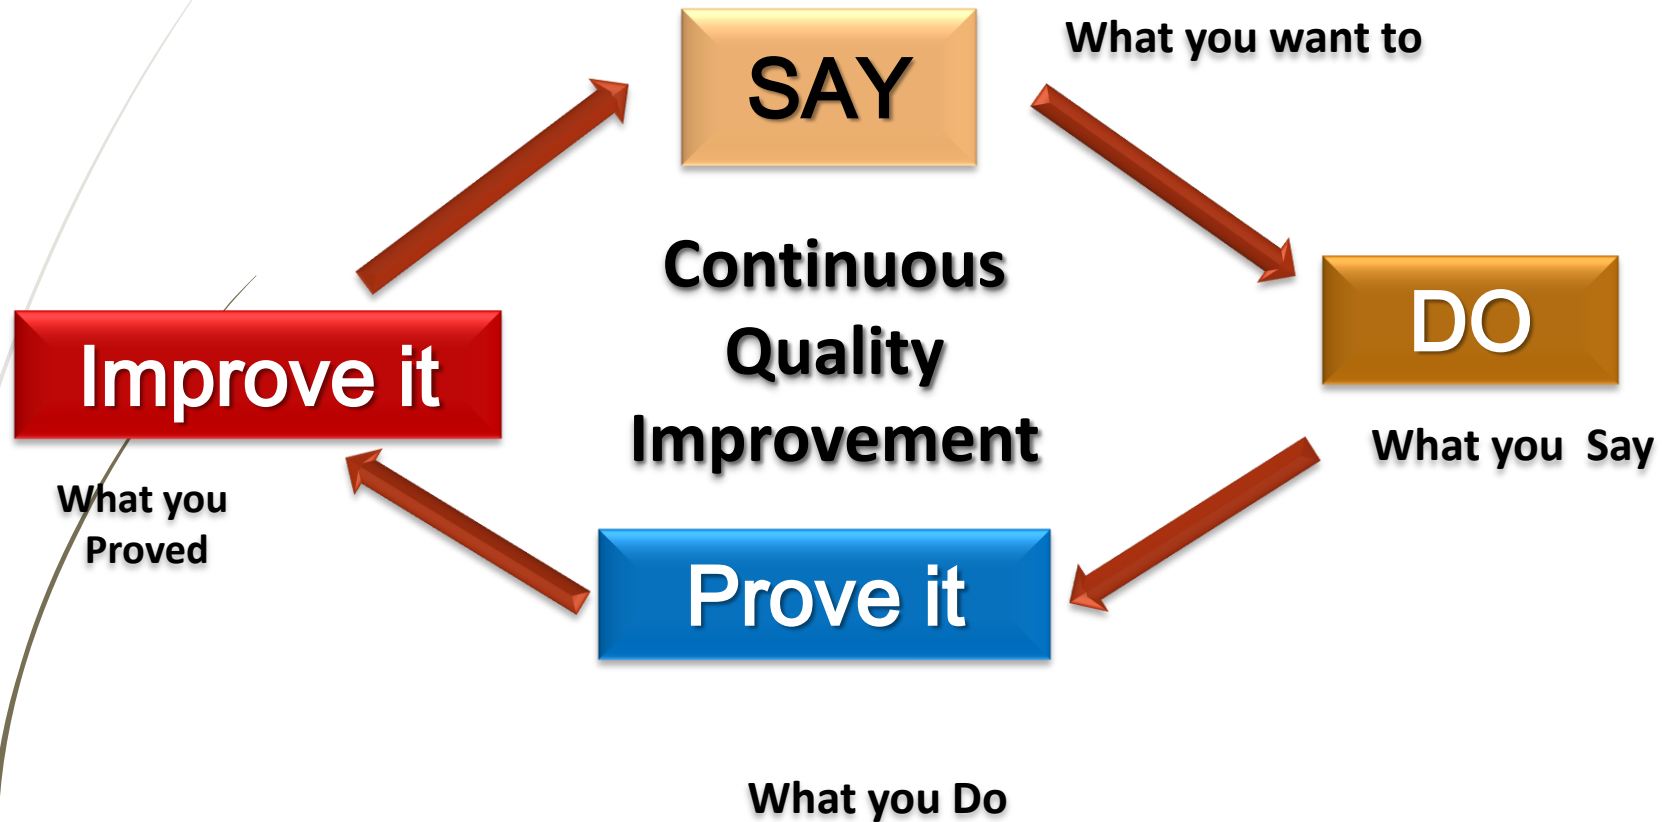 SAY
What you want to
Continuous
Quality
Improvement
DO
What you  Say
Prove it
What you Do
Improve it
What you
Proved